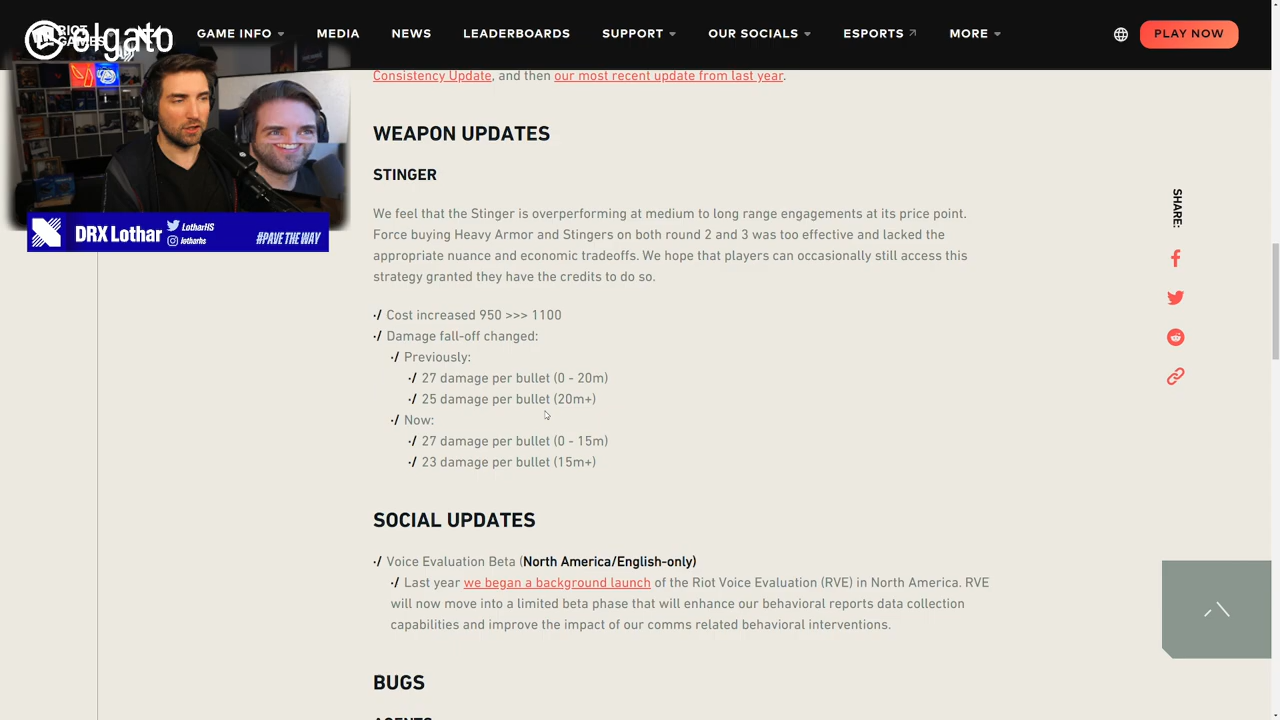 elgato
RIOT GAMES
GAME INFO
MEDIA
NEWS
LEADERBOARDS
SUPPORT
OUR SOCIALS
ESPORTS
MORE
PLAY NOW
Consistency Update, and then our most recent update from last year.
WEAPON UPDATES
STINGER
We feel that the Stinger is overperforming at medium to long range engagements at its price point.
Force buying Heavy Armor and Stingers on both round 2 and 3 was too effective and lacked the
appropriate nuance and economic tradeoffs. We hope that players can occasionally still access this
strategy granted they have the credits to do so.
Cost increased 950 >>> 1100
Damage fall-off changed:
Previously:
27 damage per bullet (0 - 20m)
25 damage per bullet (20m+)
Now:
27 damage per bullet (0 - 15m)
23 damage per bullet (15m+)
SOCIAL UPDATES
Voice Evaluation Beta (North America/English-only)
Last year we began a background launch of the Riot Voice Evaluation (RVE) in North America. RVE
will now move into a limited beta phase that will enhance our behavioral reports data collection
capabilities and improve the impact of our comms related behavioral interventions.
BUGS
AGENTS
SHARE:
DRX Lothar
LotharHS
lotharhs
#PAVE THE WAY